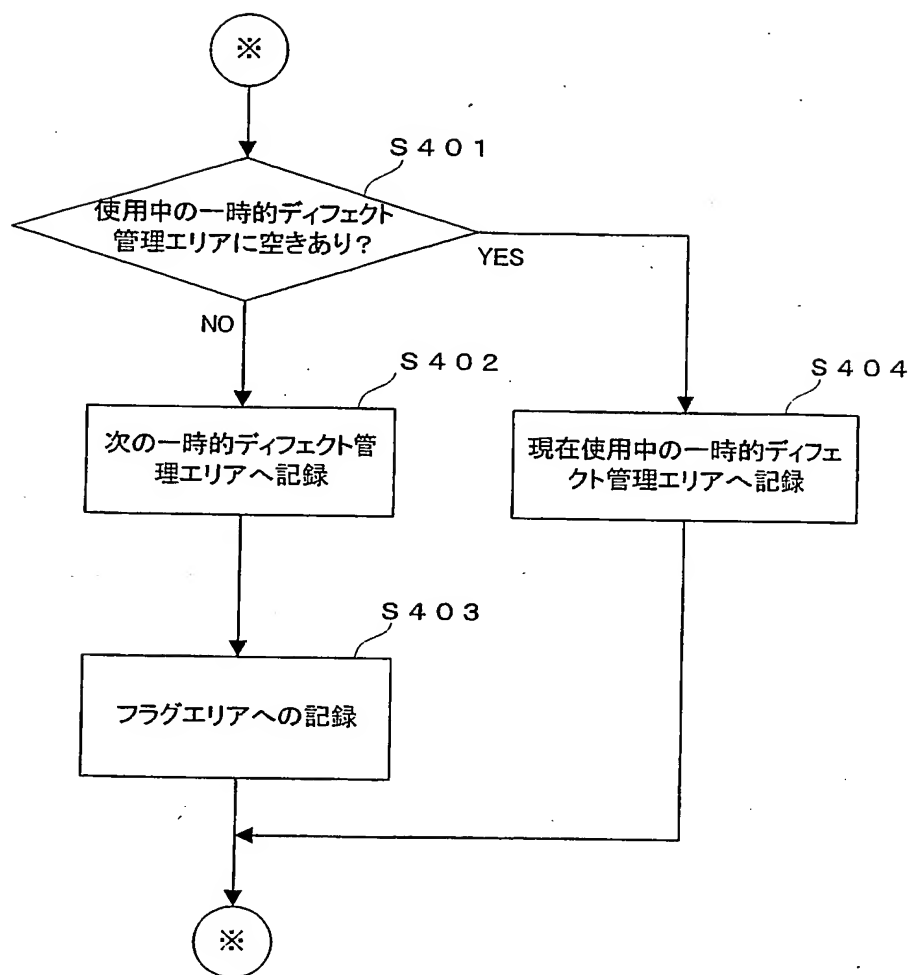 ※
S401
使用中の一時的ディフェクト
管理エリアに空きあり?
YES
NO
S402
次の一時的ディフェクト管
理エリアへ記録
S404
現在使用中の一時的ディフェ
クト管理エリアへ記録
S403
フラグエリアへの記録
※